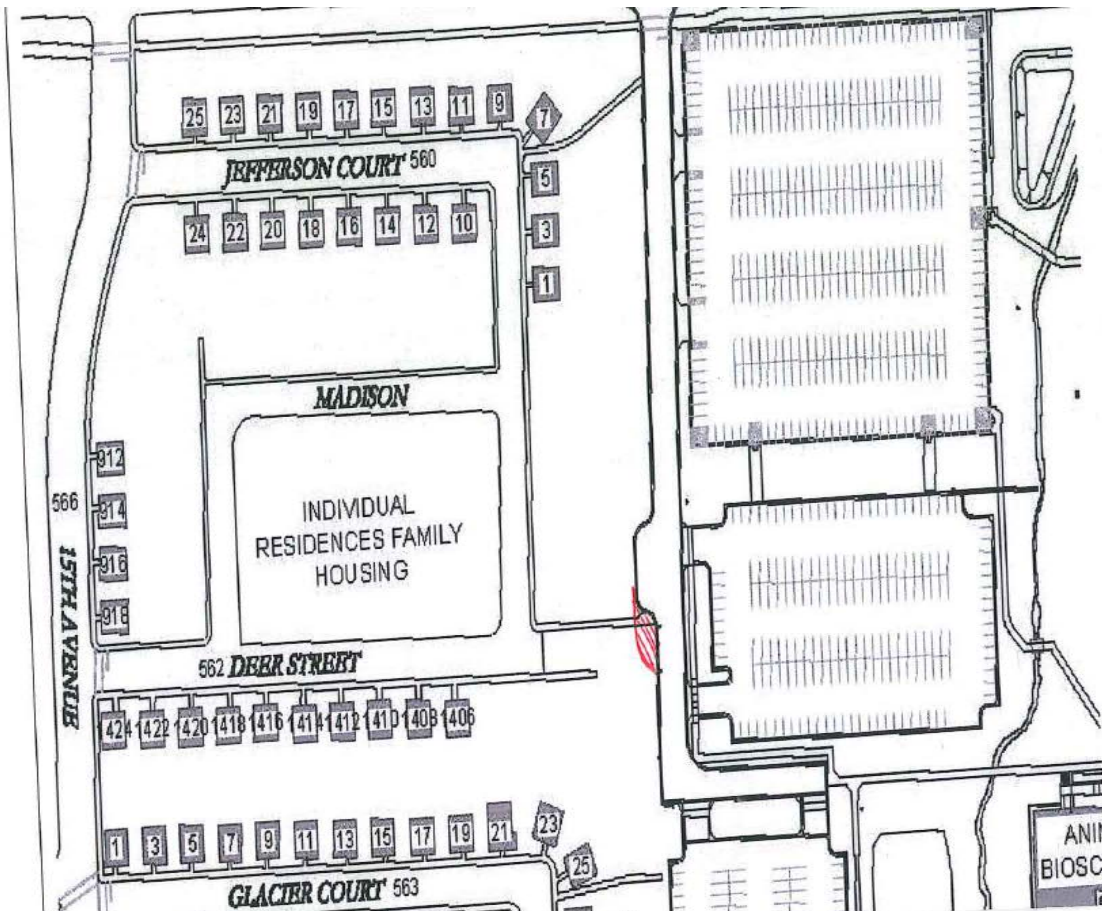 25 23 21 19 17 15 13 11 9 7
JEFFERSON COURT 560
5
24 22 20 18 16 14 12 10
3
1
MADISON
912
566
914
916
918
15TH AVENUE
INDIVIDUAL
RESIDENCES FAMILY
HOUSING
562 DEER STREET
1424 1422 1420 1418 1416 1414 1412 1410 1408 1406
1 3 5 7 9 11 13 15 17 19 21 23
25
GLACIER COURT 563
ANIM
BIOSC